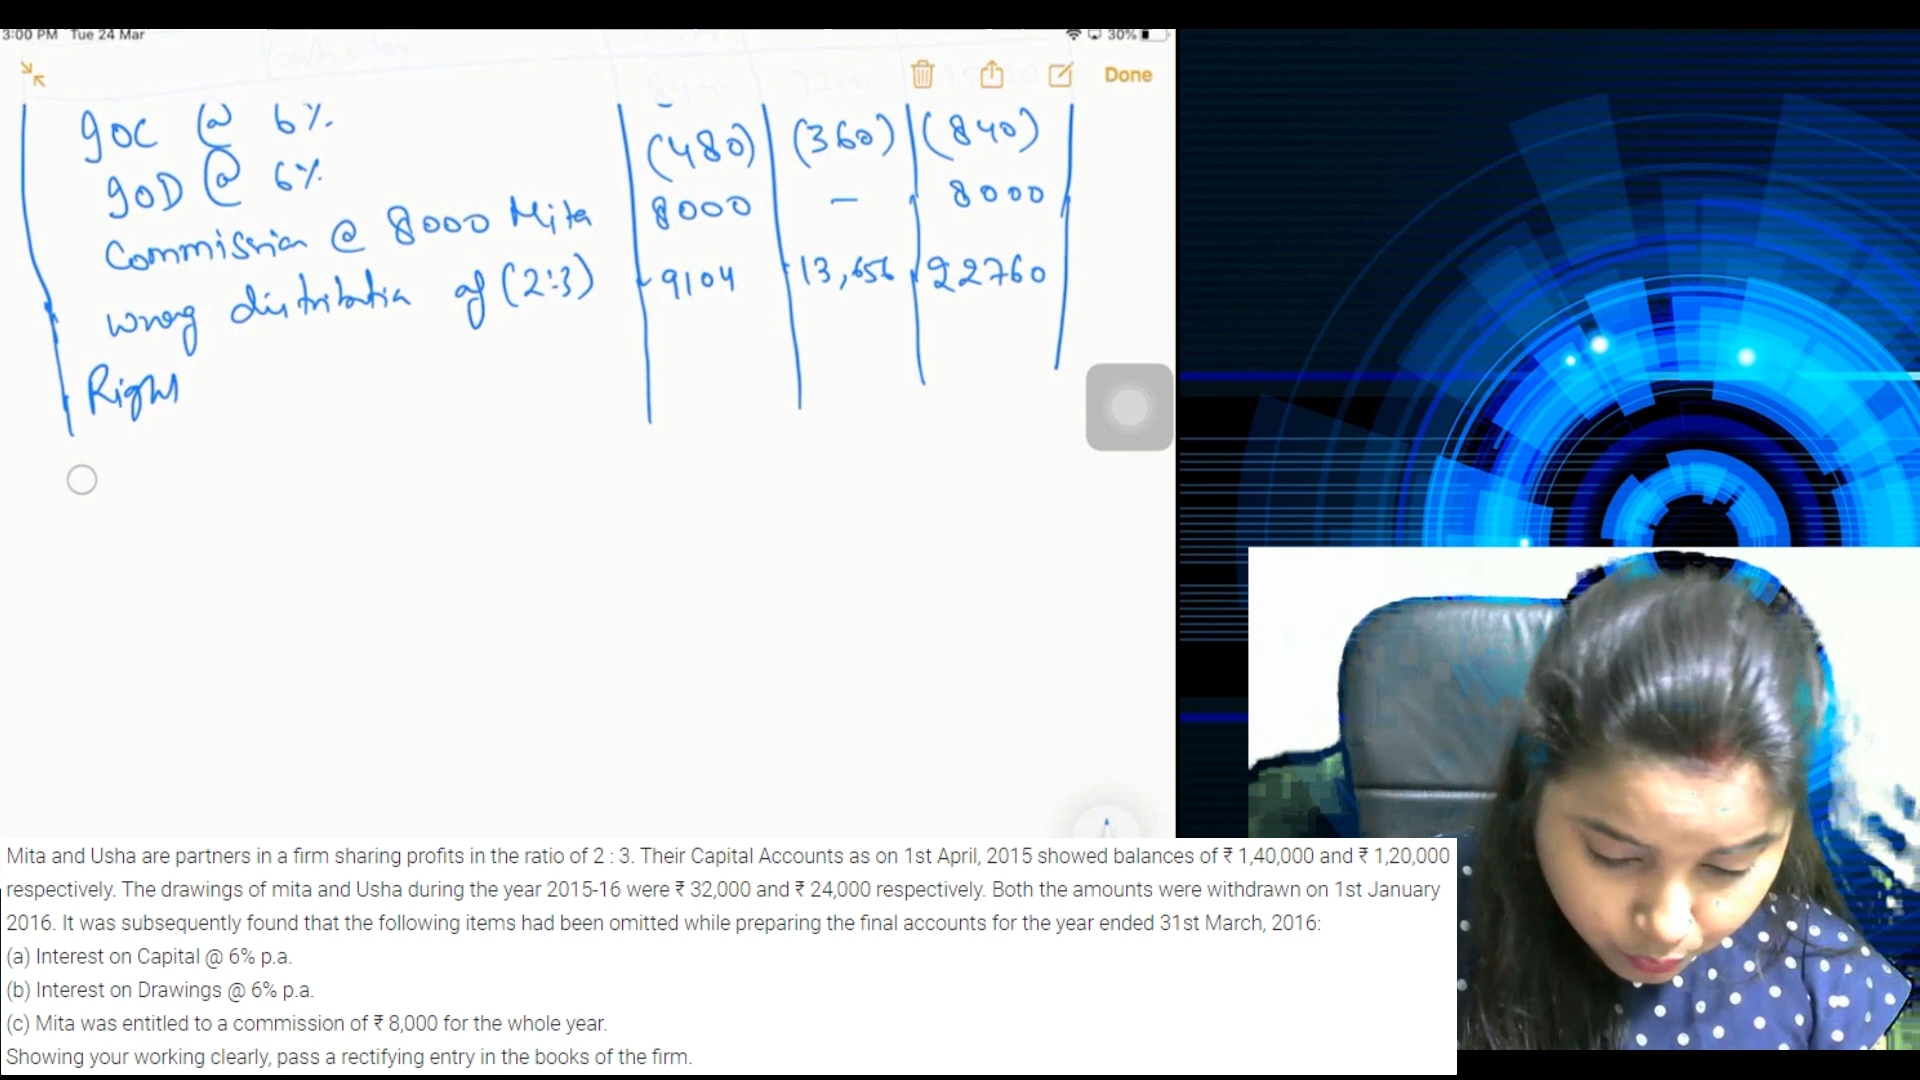 3:00 PM Tue 24 Mar
30%
Done
IOC @ 6%
IOD @ 6% (480) (360) (840)
Commission @ 8000 Mita 8000 — 8000
wrong distribution of (2:3) 9104 13,656 22760
Right
Mita and Usha are partners in a firm sharing profits in the ratio of 2 : 3. Their Capital Accounts as on 1st April, 2015 showed balances of ₹ 1,40,000 and ₹ 1,20,000
respectively. The drawings of mita and Usha during the year 2015-16 were ₹ 32,000 and ₹ 24,000 respectively. Both the amounts were withdrawn on 1st January
2016. It was subsequently found that the following items had been omitted while preparing the final accounts for the year ended 31st March, 2016:
(a) Interest on Capital @ 6% p.a.
(b) Interest on Drawings @ 6% p.a.
(c) Mita was entitled to a commission of ₹ 8,000 for the whole year.
Showing your working clearly, pass a rectifying entry in the books of the firm.